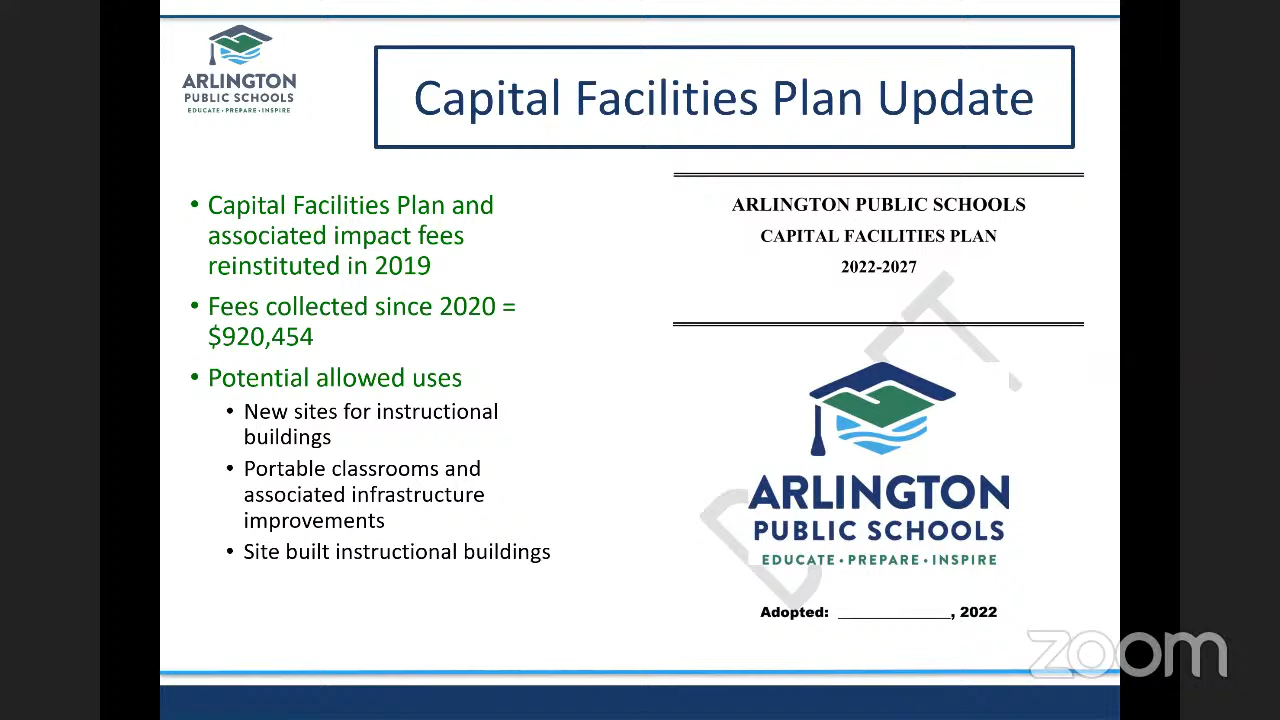 ARLINGTON
PUBLIC SCHOOLS
EDUCATE • PREPARE • INSPIRE
Capital Facilities Plan Update
• Capital Facilities Plan and
associated impact fees
reinstituted in 2019
• Fees collected since 2020 =
$920,454
• Potential allowed uses
• New sites for instructional
buildings
• Portable classrooms and
associated infrastructure
improvements
• Site built instructional buildings
ARLINGTON PUBLIC SCHOOLS
CAPITAL FACILITIES PLAN
2022-2027
DRAFT
ARLINGTON
PUBLIC SCHOOLS
EDUCATE • PREPARE • INSPIRE
Adopted: ______________, 2022
zoom